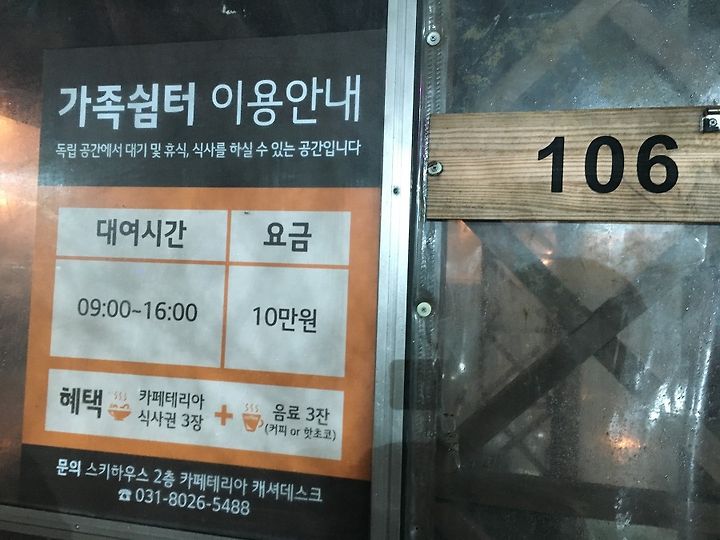 가족쉼터 이용안내
독립 공간에서 대기 및 휴식, 식사를 하실 수 있는 공간입니다
대여시간 요금
09:00~16:00 10만원
혜택 카페테리아 식사권 3장 + 음료 3잔 (커피 or 핫초코)
문의 스키하우스 2층 카페테리아 캐셔데스크
☎ 031-8026-5488
106